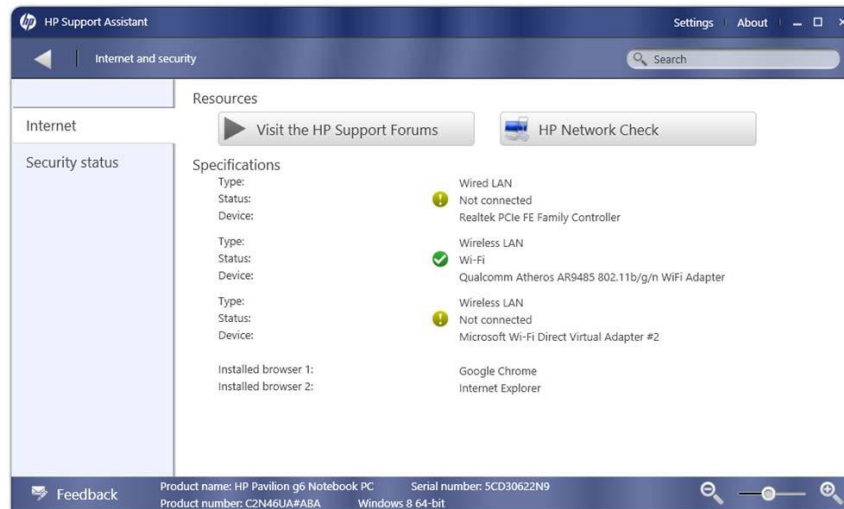 hp HP Support Assistant Settings About
Internet and security Search
Internet
Security status
Resources
Visit the HP Support Forums HP Network Check
Specifications
Type: Wired LAN
Status: Not connected
Device: Realtek PCIe FE Family Controller
Type: Wireless LAN
Status: Wi-Fi
Device: Qualcomm Atheros AR9485 802.11b/g/n WiFi Adapter
Type: Wireless LAN
Status: Not connected
Device: Microsoft Wi-Fi Direct Virtual Adapter #2
Installed browser 1: Google Chrome
Installed browser 2: Internet Explorer
Feedback
Product name: HP Pavilion g6 Notebook PC Serial number: 5CD30622N9
Product number: C2N46UA#ABA Windows 8 64-bit